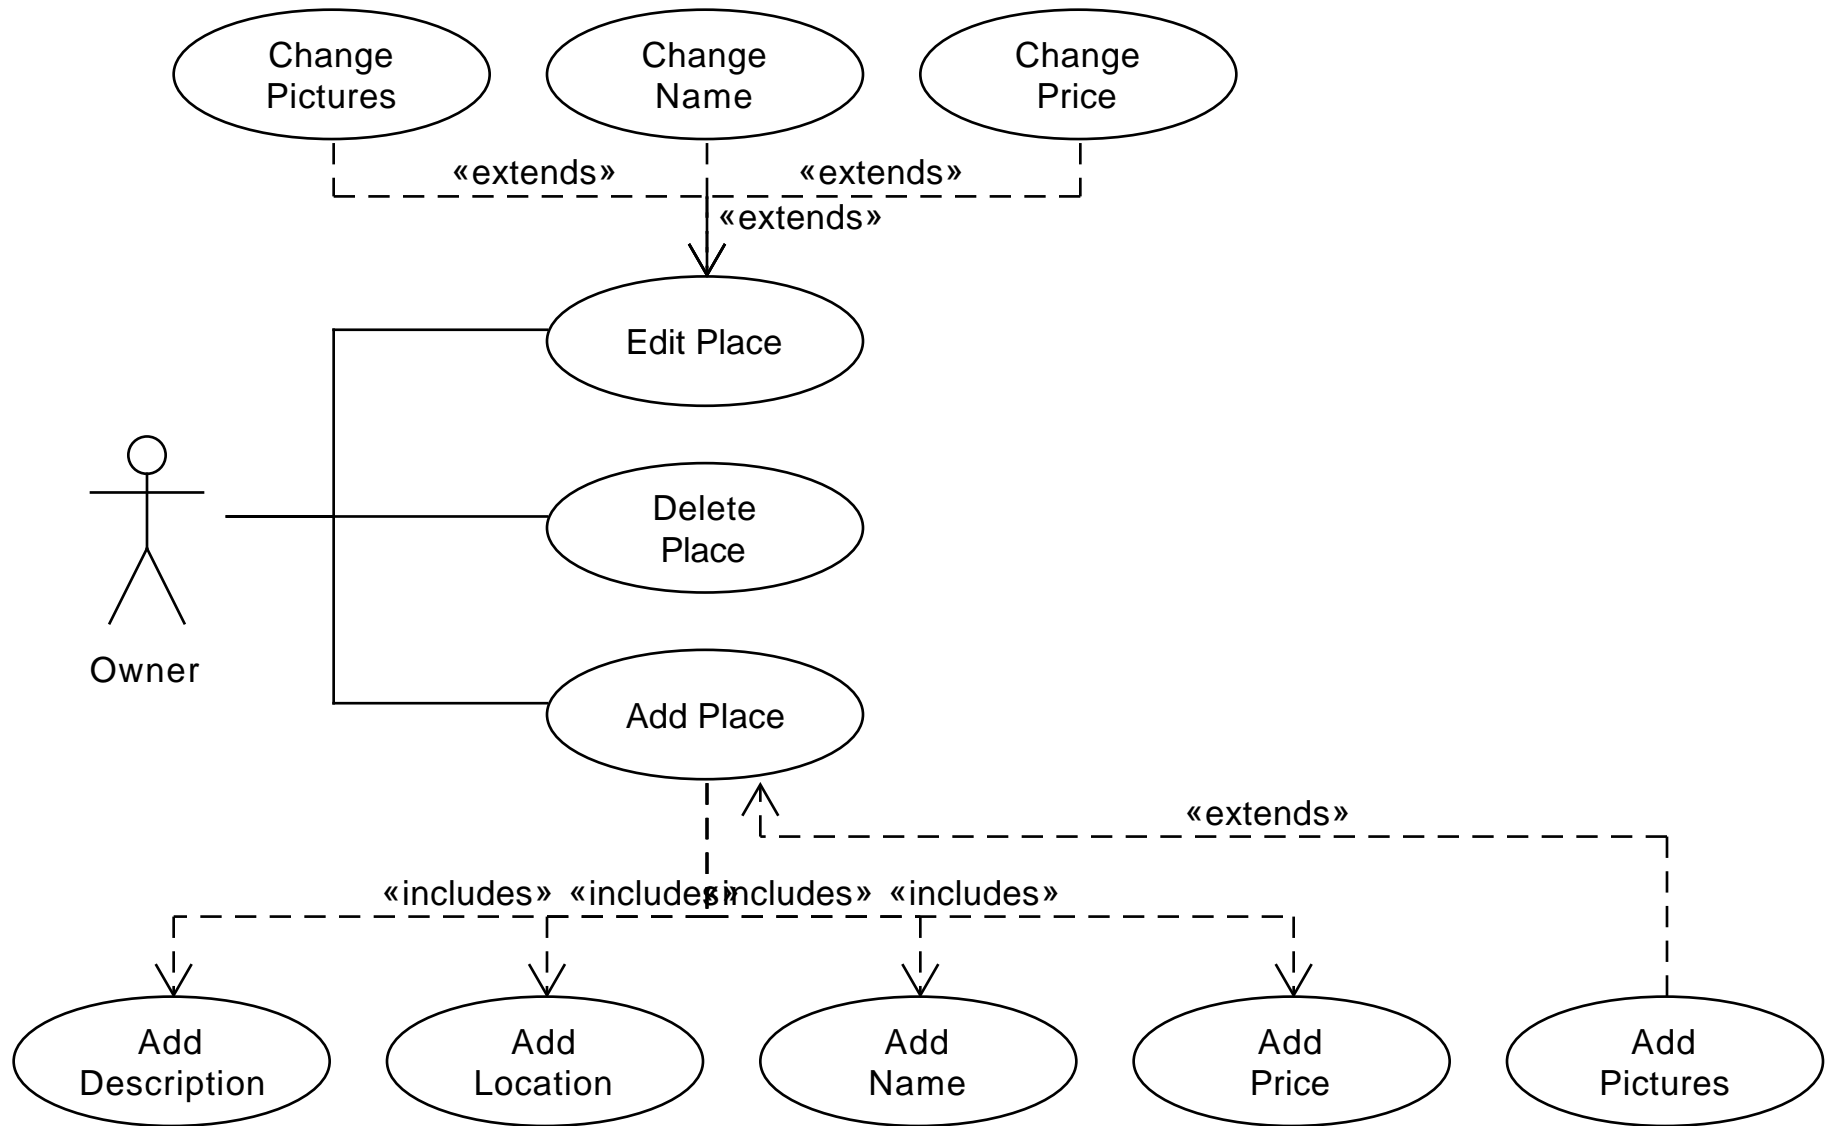 Change
Pictures
Change
Name
Change
Price
«extends»
«extends»
«extends»
Edit Place
Delete
Place
Owner
Add Place
«extends»
«includes»
«includes»
«includes»
«includes»
Add
Description
Add
Location
Add
Name
Add
Price
Add
Pictures